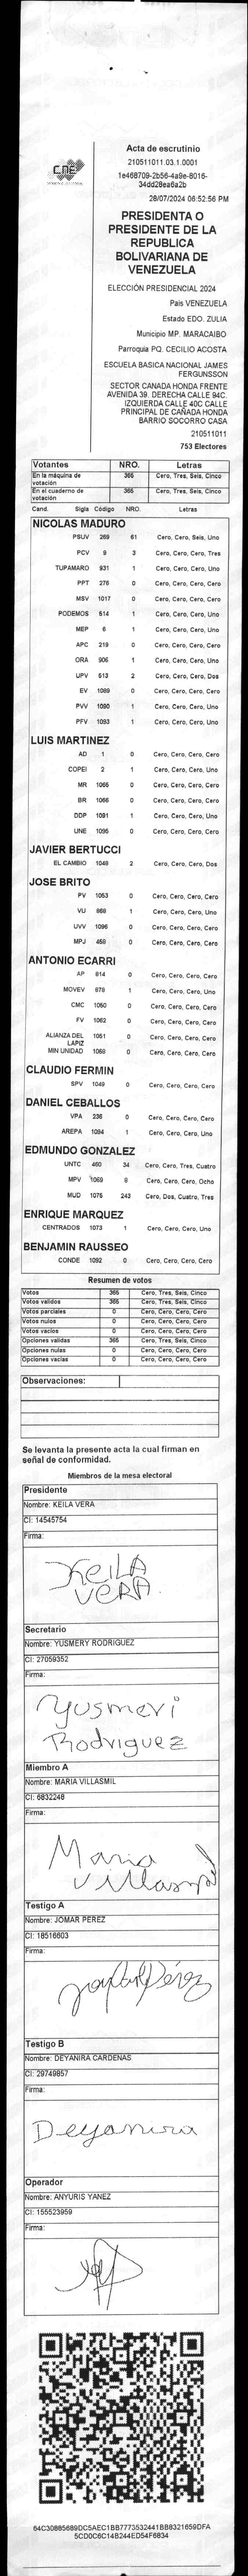 CNE
Acta de escrutinio
210511011.03.1.0001
1e468709-2b56-4a9e-8016-
34dd28ea6a2b
28/07/2024 06:52:56 PM
PRESIDENTA O
PRESIDENTE DE LA
REPUBLICA
BOLIVARIANA DE
VENEZUELA
ELECCIÓN PRESIDENCIAL 2024
Pais VENEZUELA
Estado EDO. ZULIA
Municipio MP. MARACAIBO
Parroquia PQ. CECILIO ACOSTA
ESCUELA BASICA NACIONAL JAMES
FERGUNSSON
SECTOR CANADA HONDA FRENTE
AVENIDA 39. DERECHA CALLE 94C.
IZQUIERDA CALLE 40C CALLE
PRINCIPAL DE CAÑADA HONDA
BARRIO SOCORRO CASA
210511011
753 Electores
Votantes NRO. Letras
En la máquina de votación 365 Cero, Tres, Seis, Cinco
En el cuaderno de votación 365 Cero, Tres, Seis, Cinco
Cand. Sigla Código NRO. Letras
NICOLAS MADURO
PSUV 269 61 Cero, Cero, Seis, Uno
PCV 9 3 Cero, Cero, Cero, Tres
TUPAMARO 931 1 Cero, Cero, Cero, Uno
PPT 276 0 Cero, Cero, Cero, Cero
MSV 1017 0 Cero, Cero, Cero, Cero
PODEMOS 514 1 Cero, Cero, Cero, Uno
MEP 6 1 Cero, Cero, Cero, Uno
APC 219 0 Cero, Cero, Cero, Cero
ORA 906 1 Cero, Cero, Cero, Uno
UPV 513 2 Cero, Cero, Cero, Dos
EV 1089 0 Cero, Cero, Cero, Cero
PVV 1090 1 Cero, Cero, Cero, Uno
PFV 1093 1 Cero, Cero, Cero, Uno
LUIS MARTINEZ
AD 1 0 Cero, Cero, Cero, Cero
COPEI 2 1 Cero, Cero, Cero, Uno
MR 1065 0 Cero, Cero, Cero, Cero
BR 1066 0 Cero, Cero, Cero, Cero
DDP 1091 1 Cero, Cero, Cero, Uno
UNE 1095 0 Cero, Cero, Cero, Cero
JAVIER BERTUCCI
EL CAMBIO 1048 2 Cero, Cero, Cero, Dos
JOSE BRITO
PV 1053 0 Cero, Cero, Cero, Cero
VU 868 1 Cero, Cero, Cero, Uno
UVV 1096 0 Cero, Cero, Cero, Cero
MPJ 458 0 Cero, Cero, Cero, Cero
ANTONIO ECARRI
AP 814 0 Cero, Cero, Cero, Cero
MOVEV 878 1 Cero, Cero, Cero, Uno
CMC 1050 0 Cero, Cero, Cero, Cero
FV 1062 0 Cero, Cero, Cero, Cero
ALIANZA DEL LAPIZ 1051 0 Cero, Cero, Cero, Cero
MIN UNIDAD 1068 0 Cero, Cero, Cero, Cero
CLAUDIO FERMIN
SPV 1049 0 Cero, Cero, Cero, Cero
DANIEL CEBALLOS
VPA 236 0 Cero, Cero, Cero, Cero
AREPA 1094 1 Cero, Cero, Cero, Uno
EDMUNDO GONZALEZ
UNTC 460 34 Cero, Cero, Tres, Cuatro
MPV 1069 8 Cero, Cero, Cero, Ocho
MUD 1075 243 Cero, Dos, Cuatro, Tres
ENRIQUE MARQUEZ
CENTRADOS 1073 1 Cero, Cero, Cero, Uno
BENJAMIN RAUSSEO
CONDE 1092 0 Cero, Cero, Cero, Cero
Resumen de votos
Votos 365 Cero, Tres, Seis, Cinco
Votos validos 365 Cero, Tres, Seis, Cinco
Votos parciales 0 Cero, Cero, Cero, Cero
Votos nulos 0 Cero, Cero, Cero, Cero
Votos vacios 0 Cero, Cero, Cero, Cero
Opciones validas 365 Cero, Tres, Seis, Cinco
Opciones nulas 0 Cero, Cero, Cero, Cero
Opciones vacias 0 Cero, Cero, Cero, Cero
Observaciones:
Se levanta la presente acta la cual firman en
señal de conformidad.
Miembros de la mesa electoral
Presidente
Nombre: KEILA VERA
CI: 14545754
Firma:
KeiLA
VERA
Secretario
Nombre: YUSMERY RODRIGUEZ
CI: 27059352
Firma:
Yusmeri
Rodriguez
Miembro A
Nombre: MARIA VILLASMIL
CI: 6832246
Firma:
Maria
Villasmil
Testigo A
Nombre: JOMAR PEREZ
CI: 18516603
Firma:
Pérez
Testigo B
Nombre: DEYANIRA CARDENAS
CI: 29749857
Firma:
Deyanira
Operador
Nombre: ANYURIS YANEZ
CI: 155523959
Firma:
64C30885689DC5AEC1BB7773532441BB8321659DFA
5CD0C6C14B244ED54F6834